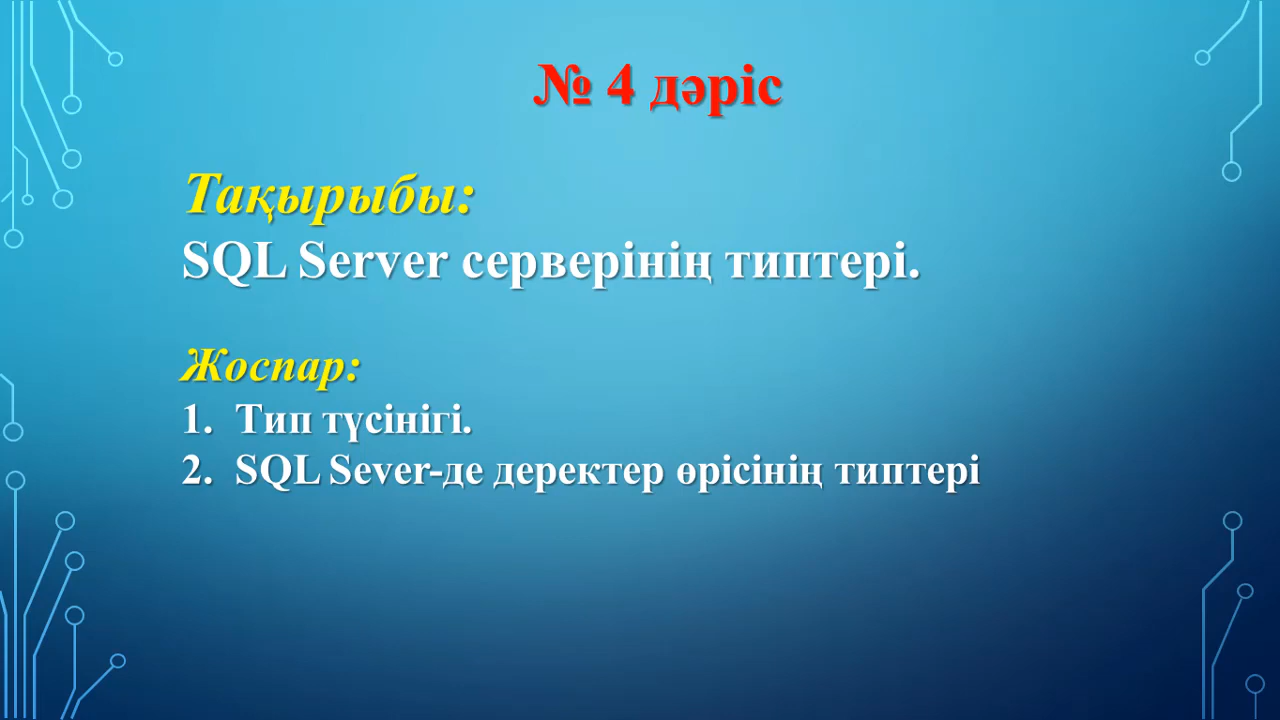 № 4 дәріс
Тақырыбы:
SQL Server серверінің типтері.
Жоспар:
1. Тип түсінігі.
2. SQL Sever-де деректер өрісінің типтері